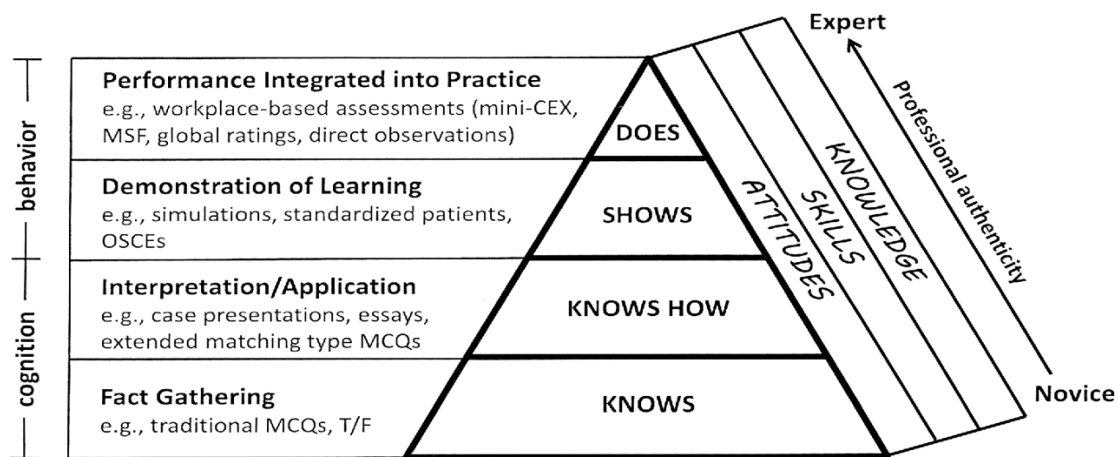 Expert
Performance Integrated into Practice
e.g., workplace-based assessments (mini-CEX,
MSF, global ratings, direct observations)
DOES
Demonstration of Learning
e.g., simulations, standardized patients,
OSCEs
SHOWS
Interpretation/Application
e.g., case presentations, essays,
extended matching type MCQs
KNOWS HOW
Fact Gathering
e.g., traditional MCQs, T/F
KNOWS
behavior
cognition
ATTITUDES
SKILLS
KNOWLEDGE
Professional authenticity
Novice